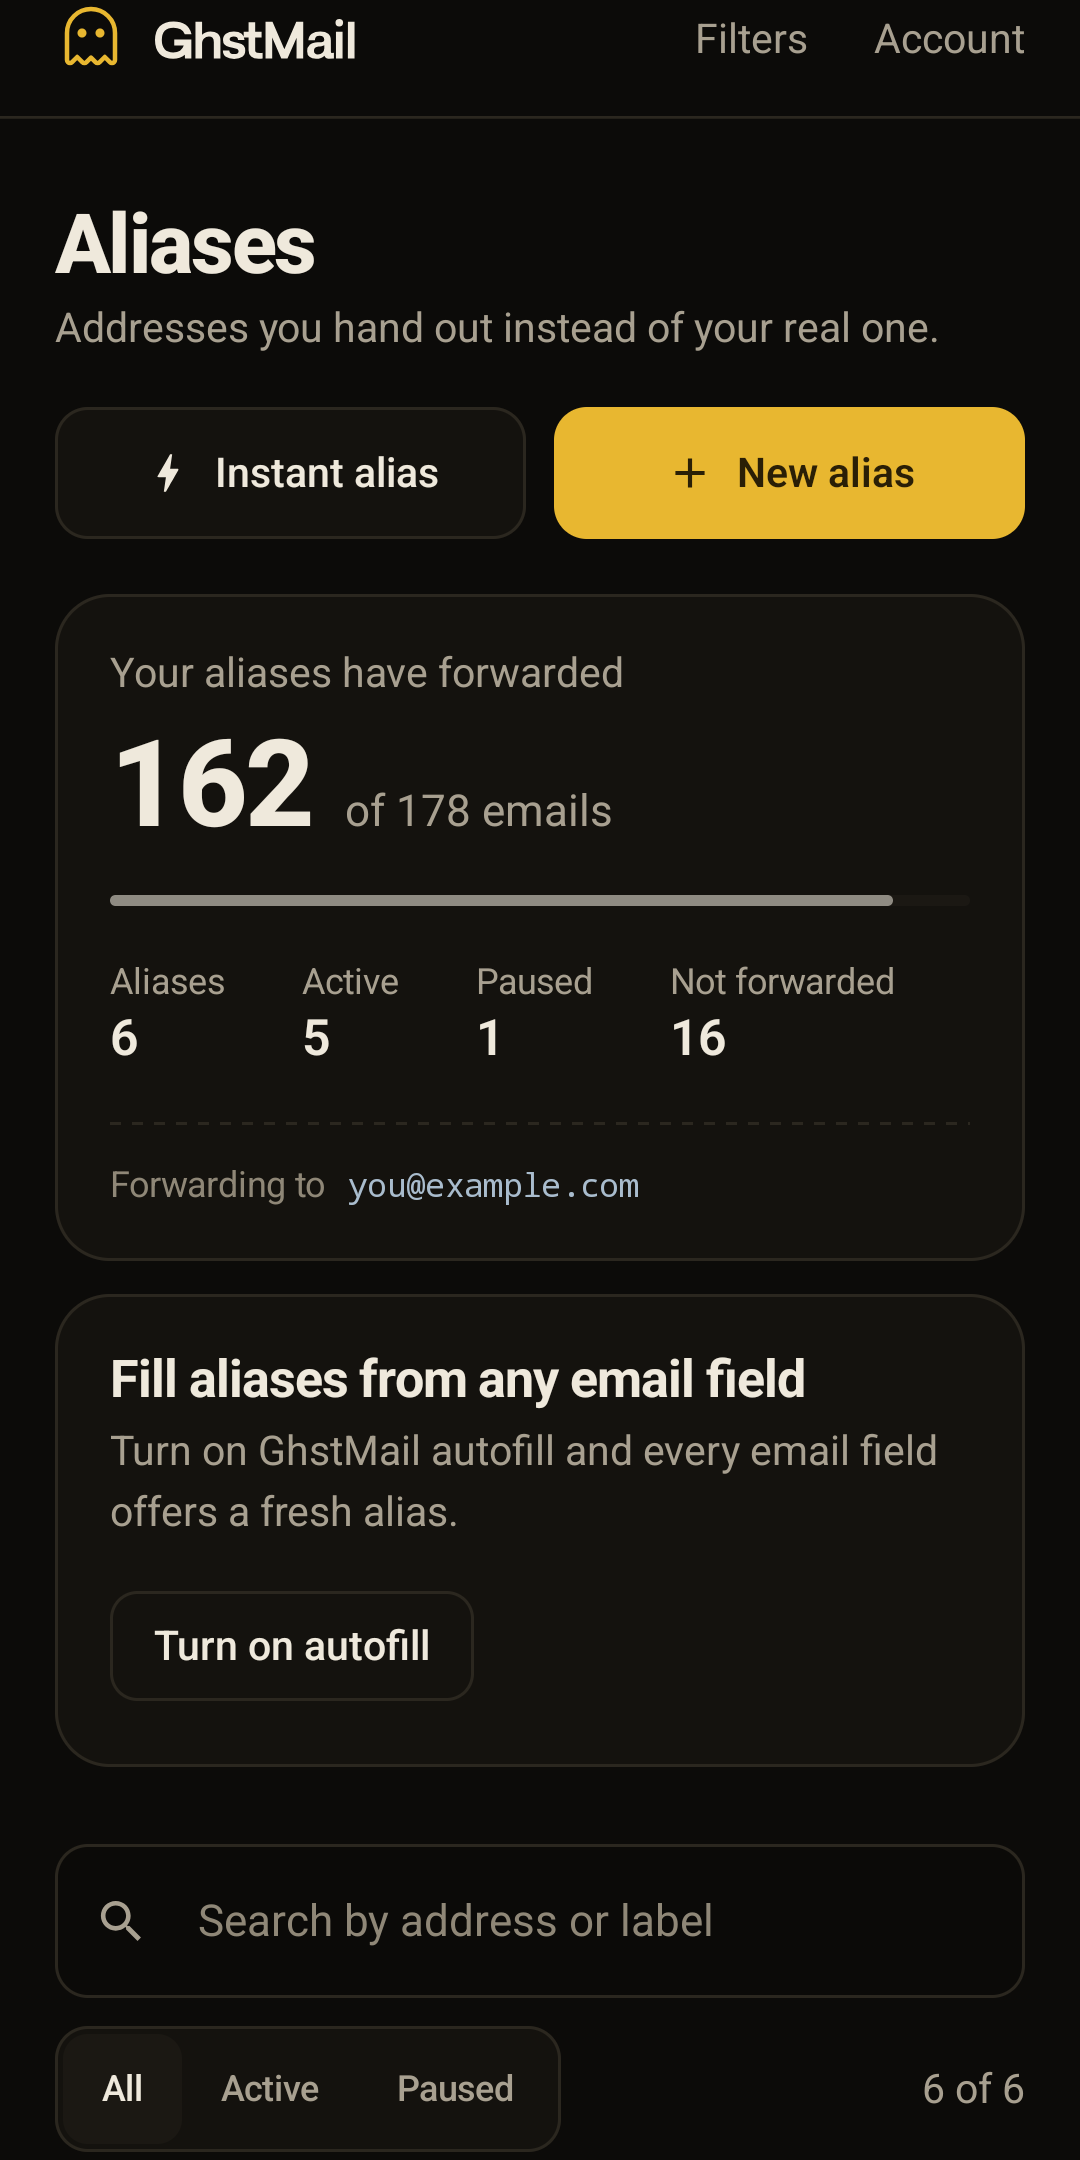 GhstMail
Filters
Account
Aliases
Addresses you hand out instead of your real one.
Instant alias
New alias
Your aliases have forwarded
162 of 178 emails
Aliases
Active
Paused
Not forwarded
6
5
1
16
Forwarding to you@example.com
Fill aliases from any email field
Turn on GhstMail autofill and every email field
offers a fresh alias.
Turn on autofill
Search by address or label
All
Active
Paused
6 of 6